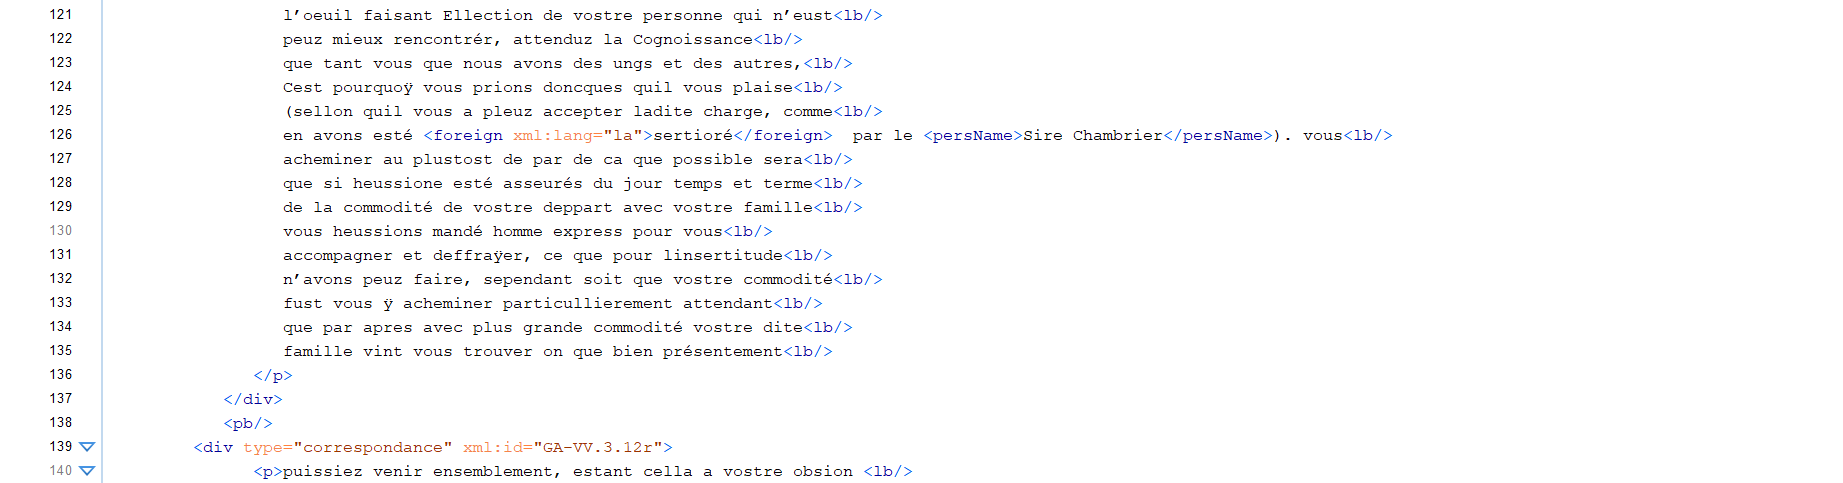 121 l’oeuil faisant Ellection de vostre personne qui n’eust<lb/>
122 peuz mieux rencontrér, attenduz la Cognoissance<lb/>
123 que tant vous que nous avons des ungs et des autres,<lb/>
124 Cest pourquoÿ vous prions doncques quil vous plaise<lb/>
125 (sellon quil vous a pleuz accepter ladite charge, comme<lb/>
126 en avons esté <foreign xml:lang="la">sertioré</foreign>  par le <persName>Sire Chambrier</persName>). vous<lb/>
127 acheminer au plustost de par de ca que possible sera<lb/>
128 que si heussione esté asseurés du jour temps et terme<lb/>
129 de la commodité de vostre deppart avec vostre famille<lb/>
130 vous heussions mandé homme express pour vous<lb/>
131 accompagner et deffraÿer, ce que pour linsertitude<lb/>
132 n’avons peuz faire, sependant soit que vostre commodité<lb/>
133 fust vous ÿ acheminer particullierement attendant<lb/>
134 que par apres avec plus grande commodité vostre dite<lb/>
135 famille vint vous trouver on que bien présentement<lb/>
136 </p>
137 </div>
138 <pb/>
139 <div type="correspondance" xml:id="GA-VV.3.12r">
140 <p>puissiez venir ensemblement, estant cella a vostre obsion <lb/>